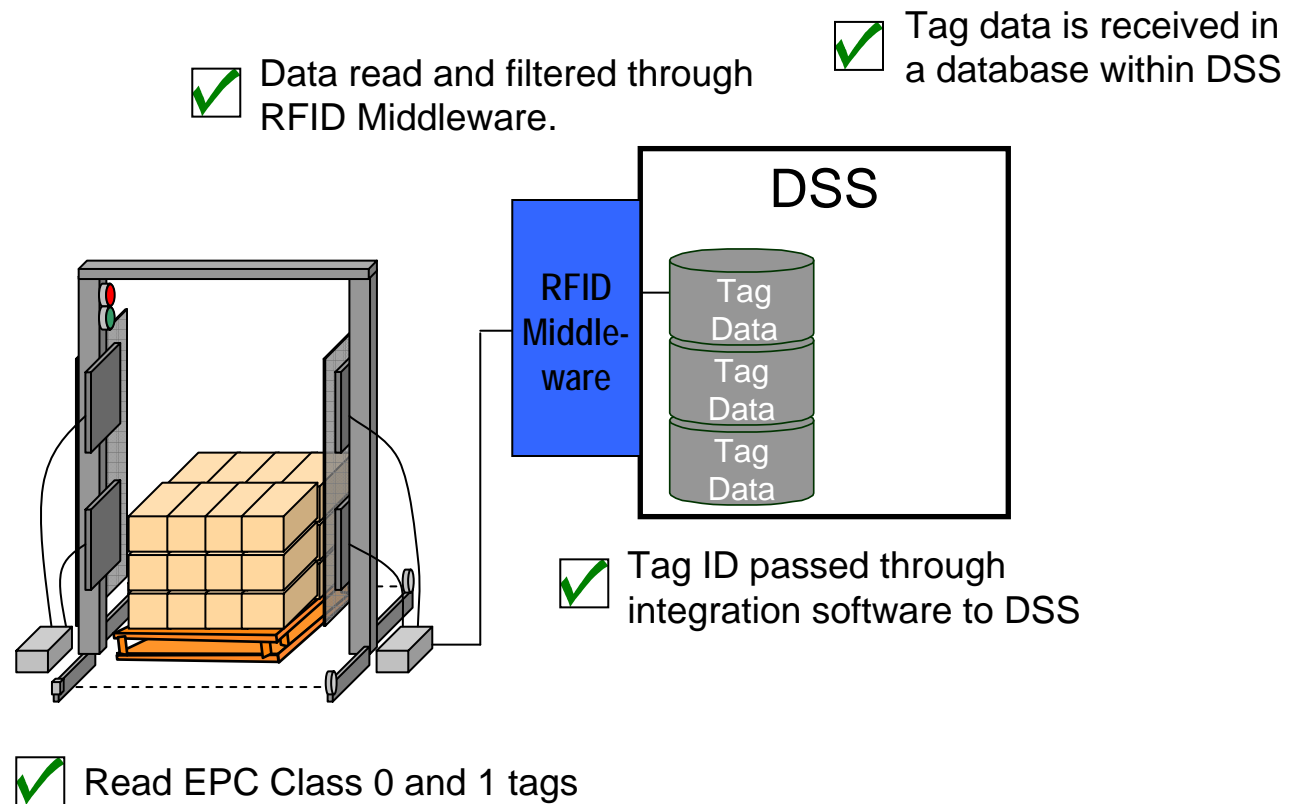 Tag data is received in
a database within DSS
Data read and filtered through
RFID Middleware.
DSS
RFID
Middle-
ware
Tag
Data
Tag
Data
Tag
Data
Tag ID passed through
integration software to DSS
Read EPC Class 0 and 1 tags